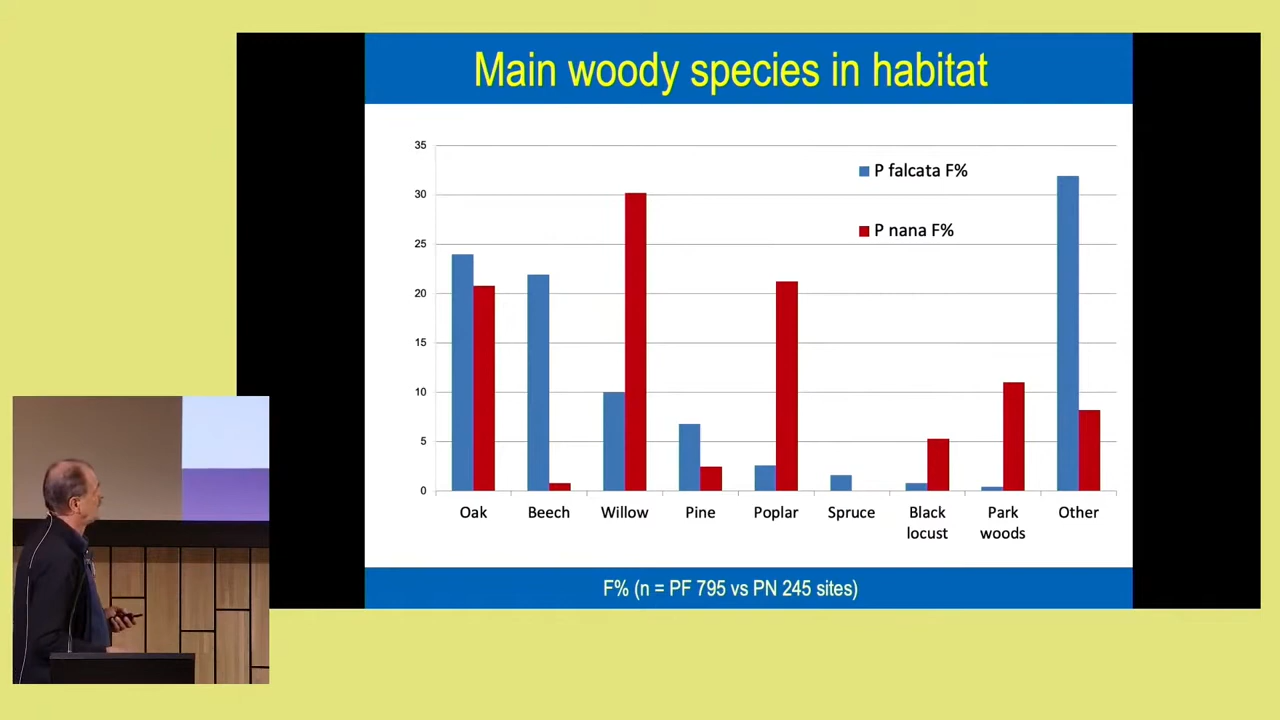 Main woody species in habitat
35
30
25
20
15
10
5
0
P falcata F%
P nana F%
Oak
Beech
Willow
Pine
Poplar
Spruce
Black
locust
Park
woods
Other
F% (n = PF 795 vs PN 245 sites)